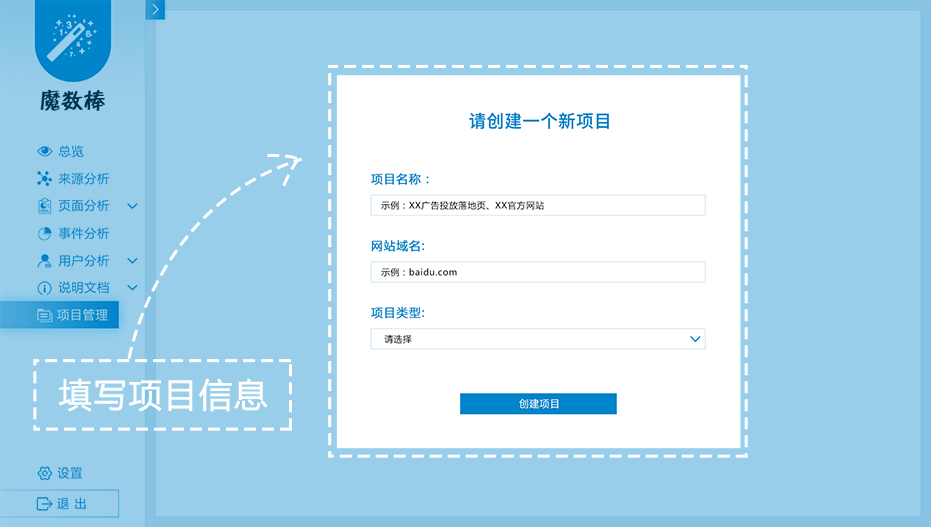 魔数棒
总览
来源分析
页面分析
事件分析
用户分析
说明文档
项目管理
填写项目信息
设置
退 出
请创建一个新项目
项目名称：
示例：XX广告投放落地页、XX官方网站
网站域名:
示例：baidu.com
项目类型:
请选择
创建项目